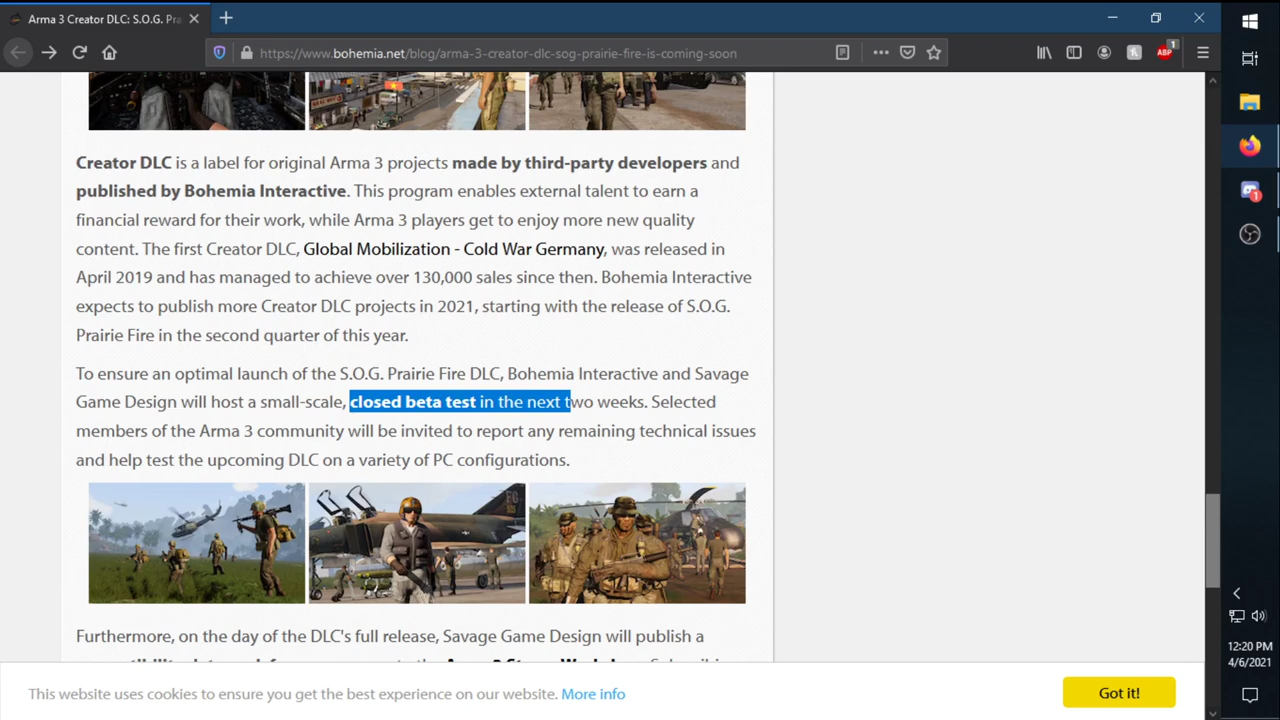 Arma 3 Creator DLC: S.O.G. Pra
https://www.bohemia.net/blog/arma-3-creator-dlc-sog-prairie-fire-is-coming-soon
ABP
1
Creator DLC is a label for original Arma 3 projects made by third-party developers and
published by Bohemia Interactive. This program enables external talent to earn a
financial reward for their work, while Arma 3 players get to enjoy more new quality
content. The first Creator DLC, Global Mobilization - Cold War Germany, was released in
April 2019 and has managed to achieve over 130,000 sales since then. Bohemia Interactive
expects to publish more Creator DLC projects in 2021, starting with the release of S.O.G.
Prairie Fire in the second quarter of this year.
To ensure an optimal launch of the S.O.G. Prairie Fire DLC, Bohemia Interactive and Savage
Game Design will host a small-scale, closed beta test in the next two weeks. Selected
members of the Arma 3 community will be invited to report any remaining technical issues
and help test the upcoming DLC on a variety of PC configurations.
FG
Furthermore, on the day of the DLC's full release, Savage Game Design will publish a
This website uses cookies to ensure you get the best experience on our website. More info
Got it!
1
12:20 PM
4/6/2021